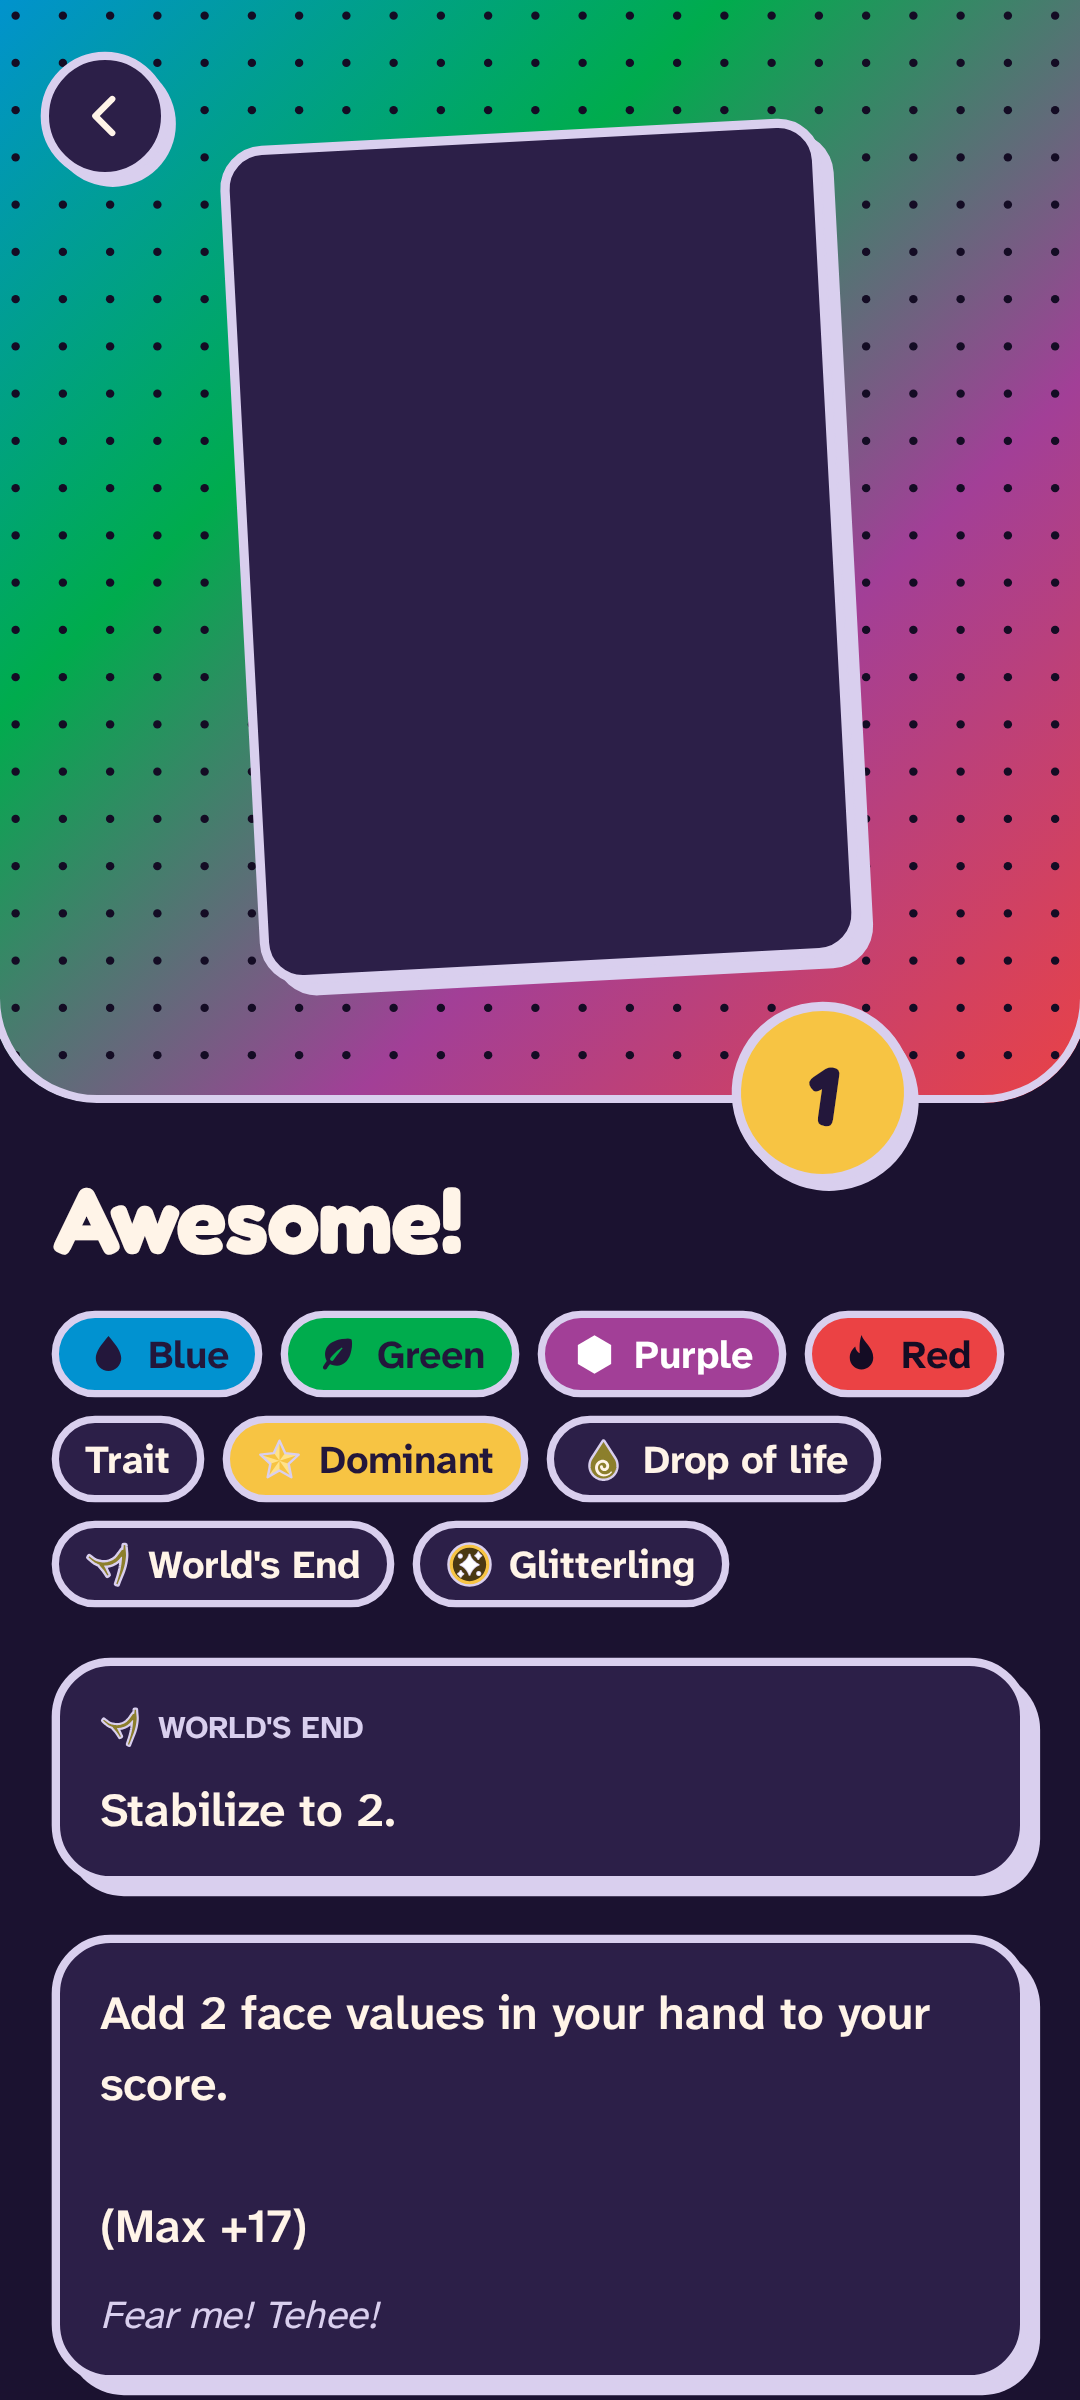 1
Awesome!
Blue Green Purple Red
Trait Dominant Drop of life
World's End Glitterling
WORLD'S END
Stabilize to 2.
Add 2 face values in your hand to your
score.
(Max +17)
Fear me! Tehee!